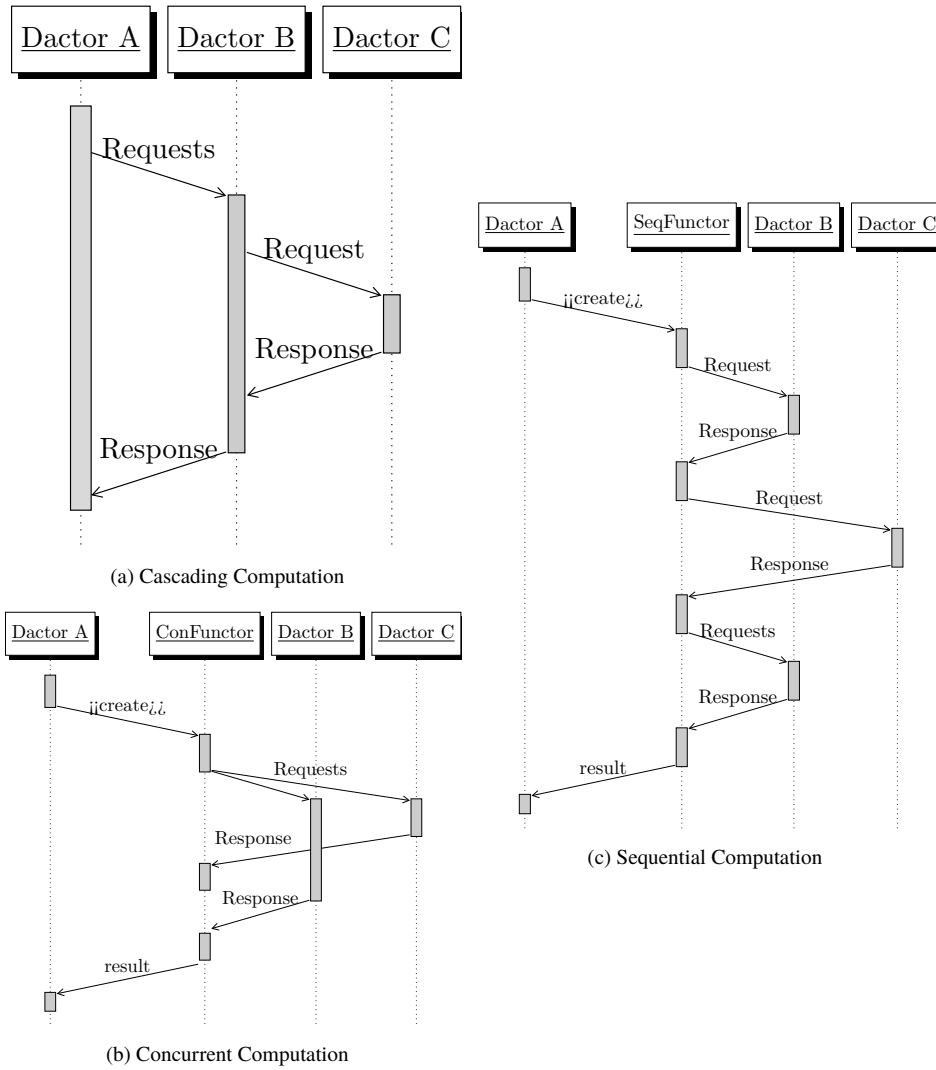 Dactor A
Dactor B
Dactor C
Requests
Request
Response
Response
(a) Cascading Computation
Dactor A
ConFunctor
Dactor B
Dactor C
¡¡create¿¿
Requests
Response
Response
result
(b) Concurrent Computation
Dactor A
SeqFunctor
Dactor B
Dactor C
¡¡create¿¿
Request
Response
Request
Response
Requests
Response
result
(c) Sequential Computation